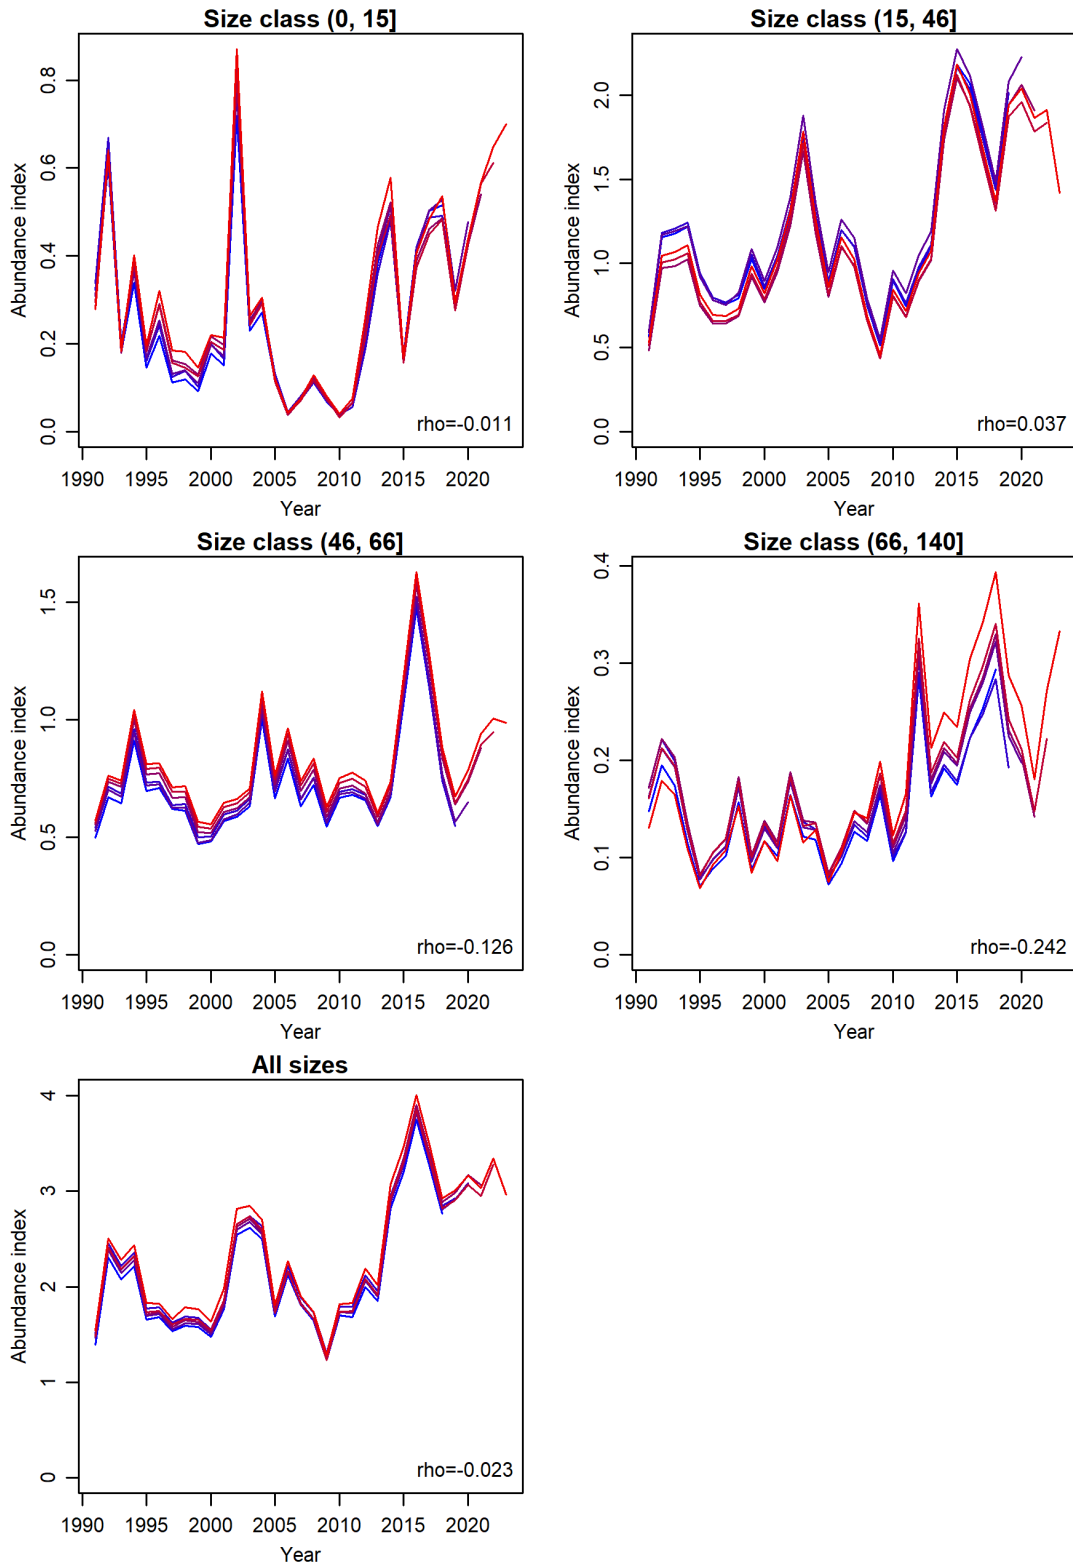 Size class (0, 15]
Abundance index
0.0 0.2 0.4 0.6 0.8
rho=-0.011
1990 1995 2000 2005 2010 2015 2020
Year
Size class (15, 46]
Abundance index
0.0 0.5 1.0 1.5 2.0
rho=0.037
1990 1995 2000 2005 2010 2015 2020
Year
Size class (46, 66]
Abundance index
0.0 0.5 1.0 1.5
rho=-0.126
1990 1995 2000 2005 2010 2015 2020
Year
Size class (66, 140]
Abundance index
0.0 0.1 0.2 0.3 0.4
rho=-0.242
1990 1995 2000 2005 2010 2015 2020
Year
All sizes
Abundance index
0 1 2 3 4
rho=-0.023
1990 1995 2000 2005 2010 2015 2020
Year